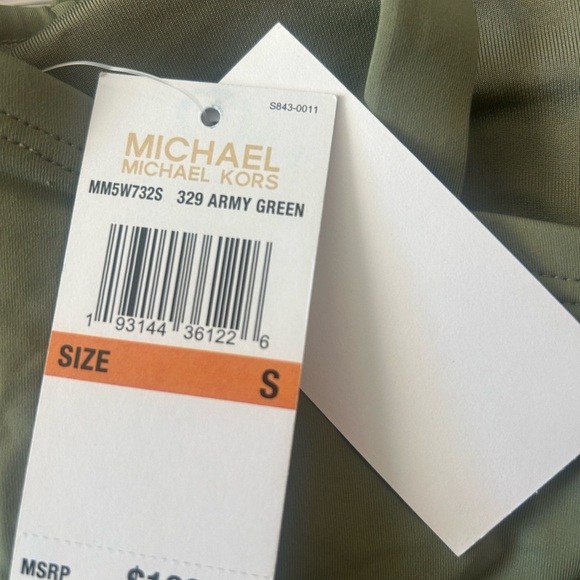 S843-0011
MICHAEL
MICHAEL KORS
MM5W732S 329 ARMY GREEN
1 93144 36122 6
SIZE S
MSRP